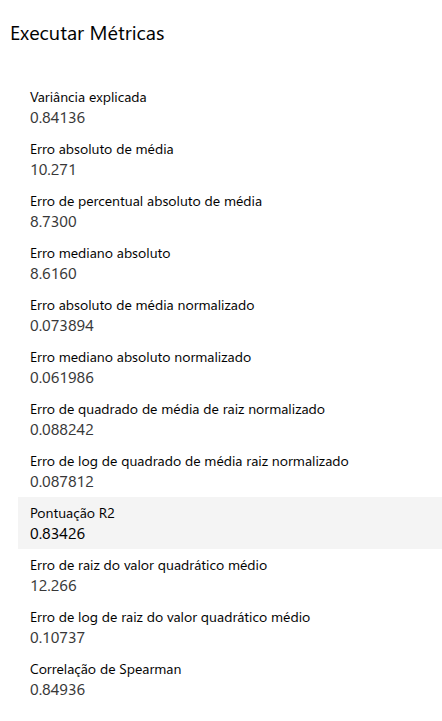 Executar Métricas
Variância explicada
0.84136
Erro absoluto de média
10.271
Erro de percentual absoluto de média
8.7300
Erro mediano absoluto
8.6160
Erro absoluto de média normalizado
0.073894
Erro mediano absoluto normalizado
0.061986
Erro de quadrado de média de raiz normalizado
0.088242
Erro de log de quadrado de média raiz normalizado
0.087812
Pontuação R2
0.83426
Erro de raiz do valor quadrático médio
12.266
Erro de log de raiz do valor quadrático médio
0.10737
Correlação de Spearman
0.84936